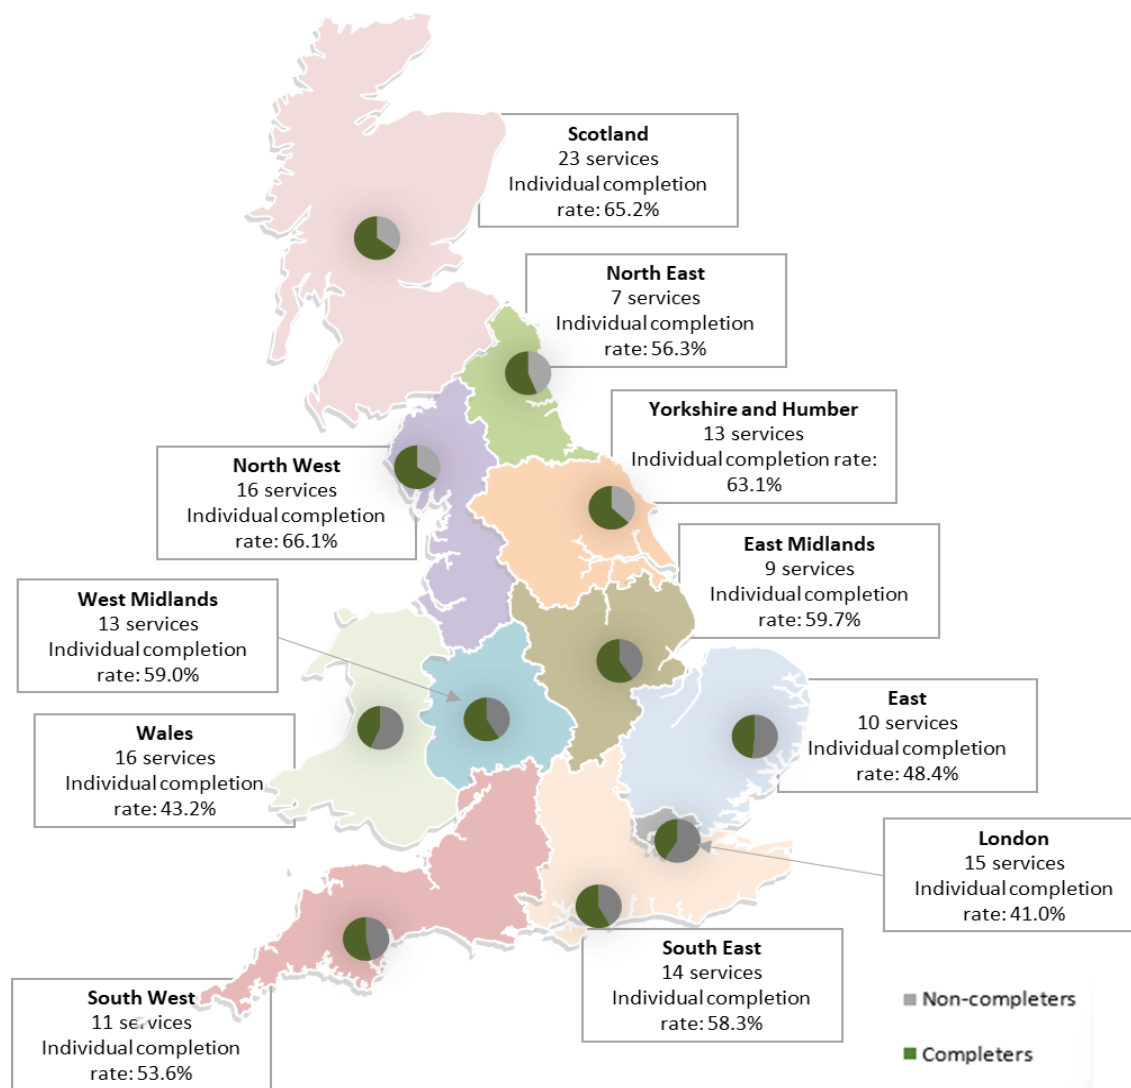 Scotland
23 services
Individual completion
rate: 65.2%
North East
7 services
Individual completion
rate: 56.3%
Yorkshire and Humber
13 services
Individual completion rate:
63.1%
North West
16 services
Individual completion
rate: 66.1%
East Midlands
9 services
Individual completion
rate: 59.7%
West Midlands
13 services
Individual completion
rate: 59.0%
East
10 services
Individual completion
rate: 48.4%
Wales
16 services
Individual completion
rate: 43.2%
London
15 services
Individual completion
rate: 41.0%
South East
14 services
Individual completion
rate: 58.3%
South West
11 services
Individual completion
rate: 53.6%
Non-completers
Completers